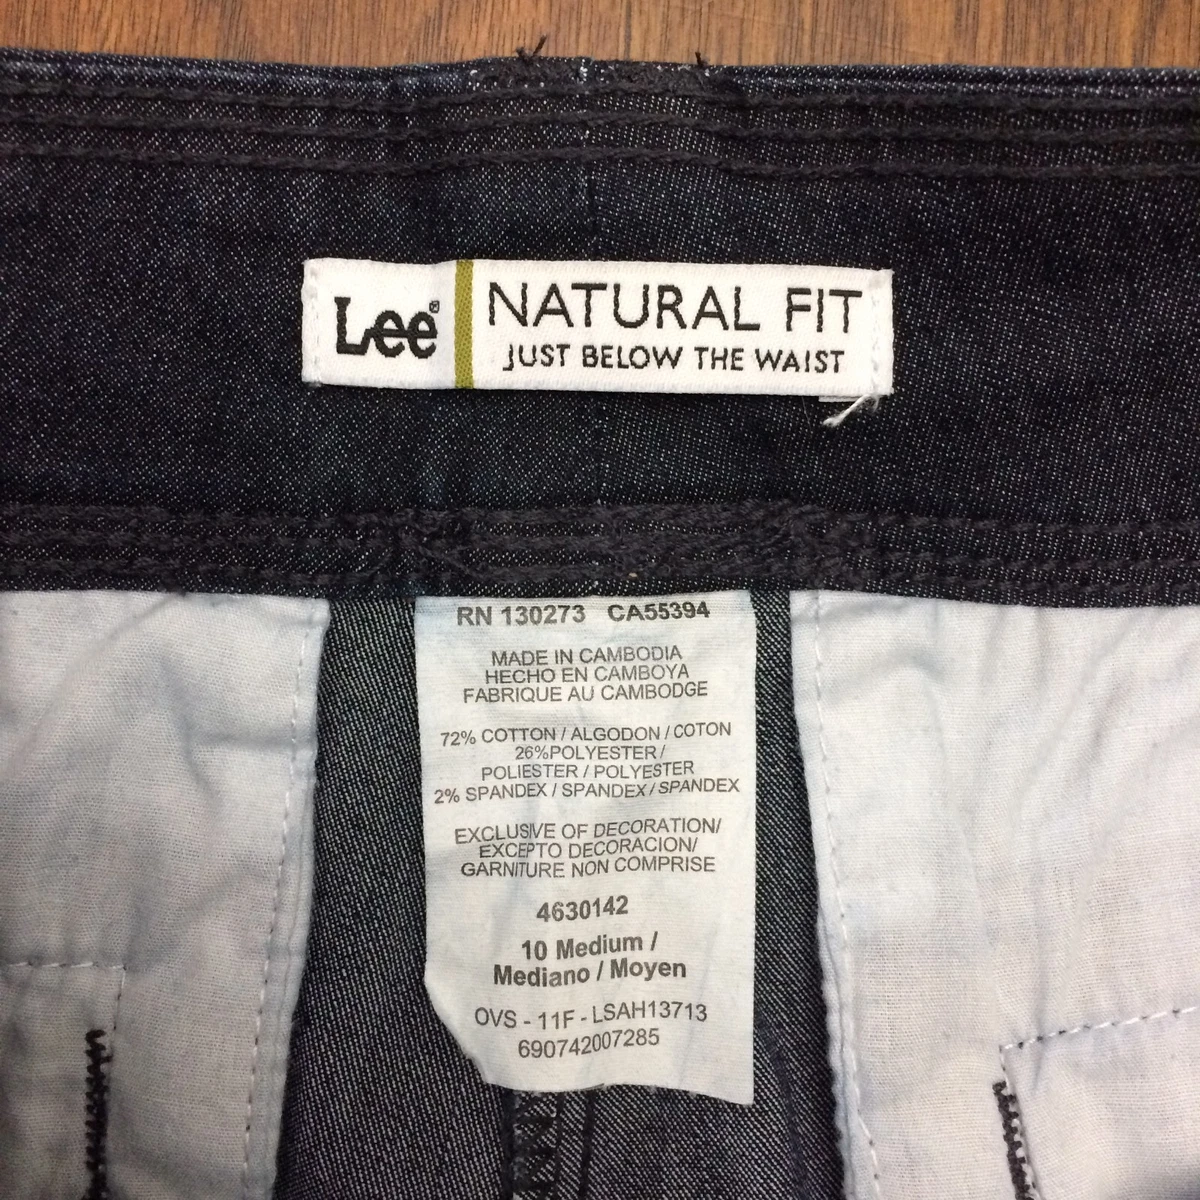 Lee®
NATURAL FIT
JUST BELOW THE WAIST
RN 130273 CA55394
MADE IN CAMBODIA
HECHO EN CAMBOYA
FABRIQUE AU CAMBODGE
72% COTTON / ALGODON / COTON
26%POLYESTER /
POLIESTER / POLYESTER
2% SPANDEX / SPANDEX / SPANDEX
EXCLUSIVE OF DECORATION/
EXCEPTO DECORACION/
GARNITURE NON COMPRISE
4630142
10 Medium /
Mediano / Moyen
OVS - 11F - LSAH13713
690742007285